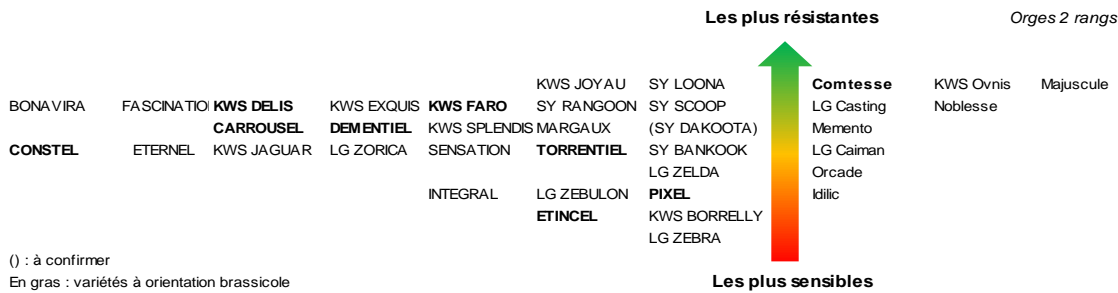 Les plus résistantes Orges 2 rangs
KWS JOYAU SY LOONA Comtesse KWS Ovnis Majuscule
BONAVIRA FASCINATIO KWS DELIS KWS EXQUIS KWS FARO SY RANGOON SY SCOOP LG Casting Noblesse
CARROUSEL DEMENTIEL KWS SPLENDIS MARGAUX (SY DAKOOTA) Memento
CONSTEL ETERNEL KWS JAGUAR LG ZORICA SENSATION TORRENTIEL SY BANKOOK LG Caiman
LG ZELDA Orcade
INTEGRAL LG ZEBULON PIXEL Idilic
ETINCEL KWS BORRELLY
LG ZEBRA
() : à confirmer
En gras : variétés à orientation brassicole Les plus sensibles